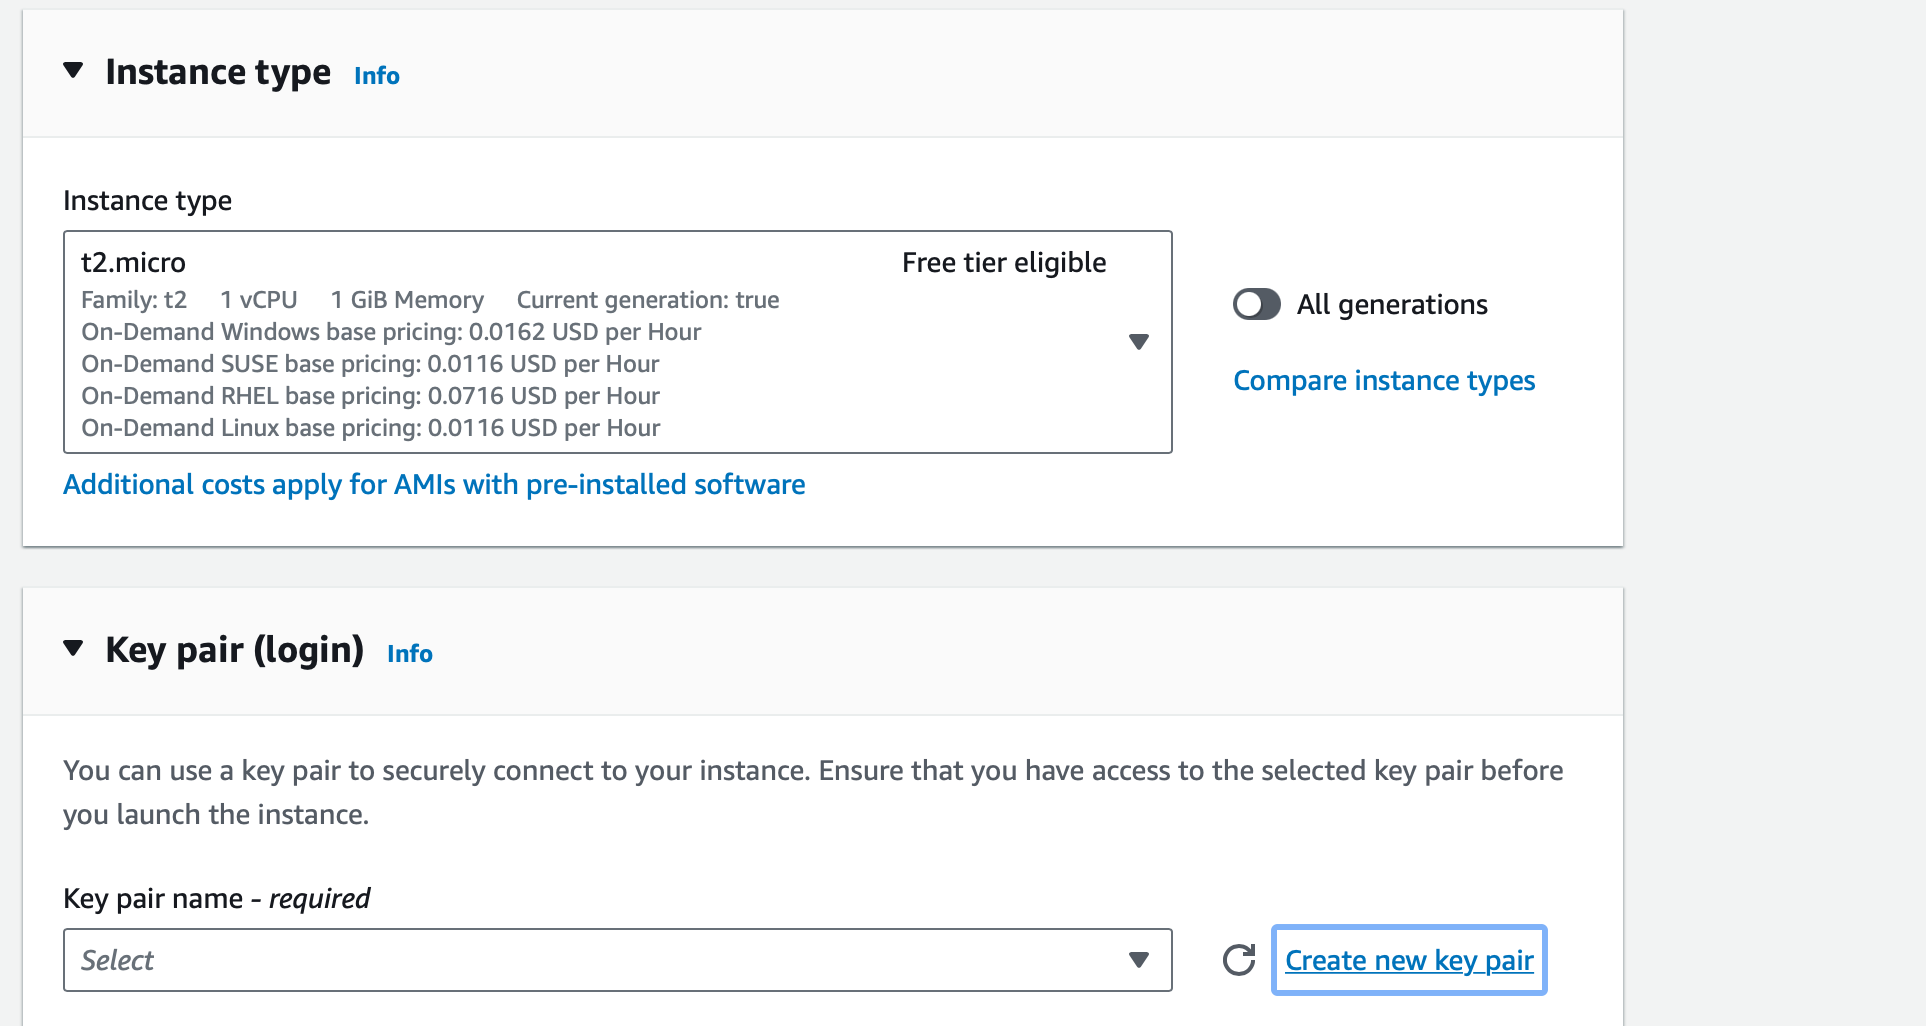 Instance type Info
Instance type
t2.micro Free tier eligible
Family: t2 1 vCPU 1 GiB Memory Current generation: true
On-Demand Windows base pricing: 0.0162 USD per Hour
On-Demand SUSE base pricing: 0.0116 USD per Hour
On-Demand RHEL base pricing: 0.0716 USD per Hour
On-Demand Linux base pricing: 0.0116 USD per Hour
All generations
Compare instance types
Additional costs apply for AMIs with pre-installed software
Key pair (login) Info
You can use a key pair to securely connect to your instance. Ensure that you have access to the selected key pair before
you launch the instance.
Key pair name - required
Select
Create new key pair